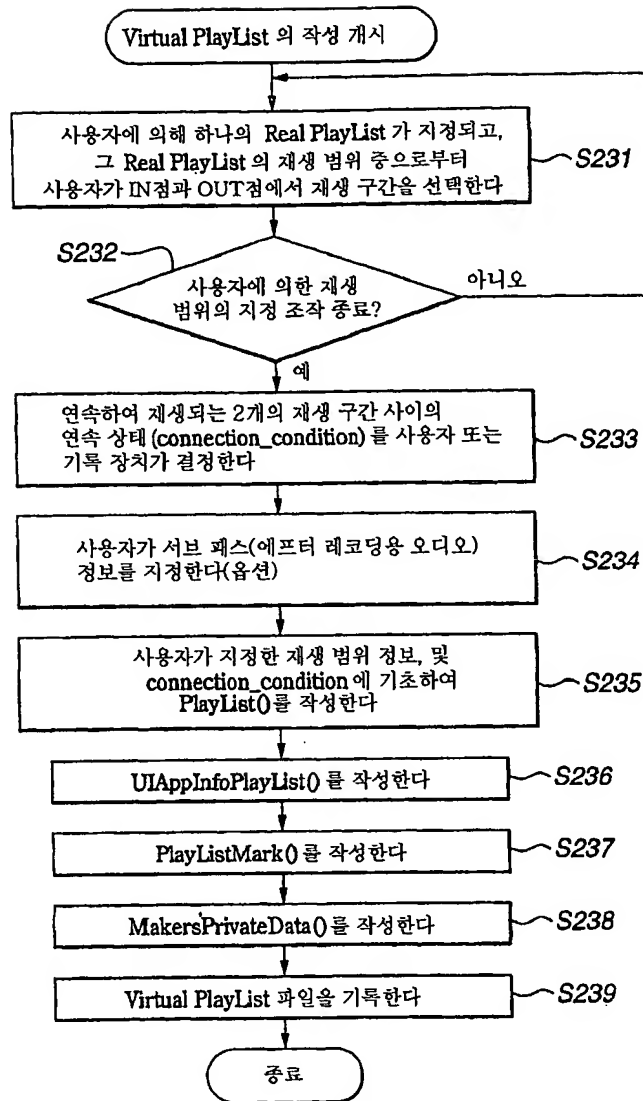 Virtual PlayList 의 작성 개시
사용자에 의해 하나의 Real PlayList 가 지정되고,
그 Real PlayList 의 재생 범위 중으로부터
사용자가 IN점과 OUT점에서 재생 구간을 선택한다
S231
S232
사용자에 의한 재생
범위의 지정 조작 종료?
아니오
예
연속하여 재생되는 2개의 재생 구간 사이의
연속 상태 (connection_condition) 를 사용자 또는
기록 장치가 결정한다
S233
사용자가 서브 패스(에프터 레코딩용 오디오)
정보를 지정한다(옵션)
S234
사용자가 지정한 재생 범위 정보, 및
connection_condition 에 기초하여
PlayList()를 작성한다
S235
UIAppInfoPlayList() 를 작성한다
S236
PlayListMark() 를 작성한다
S237
MakersPrivateData() 를 작성한다
S238
Virtual PlayList 파일을 기록한다
S239
종료